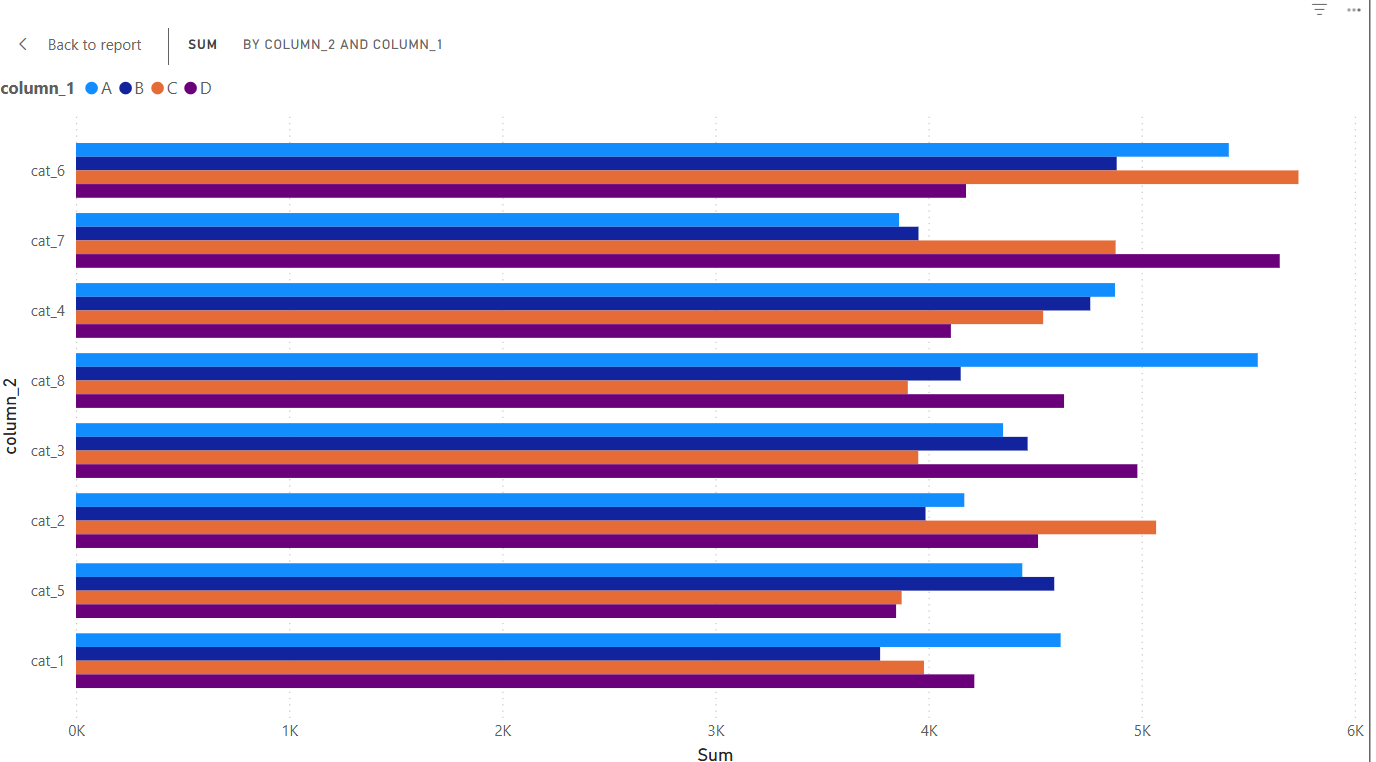 Back to report SUM BY COLUMN_2 AND COLUMN_1
column_1 A B C D
column_2
cat_6
cat_7
cat_4
cat_8
cat_3
cat_2
cat_5
cat_1
0K 1K 2K 3K 4K 5K 6K
Sum